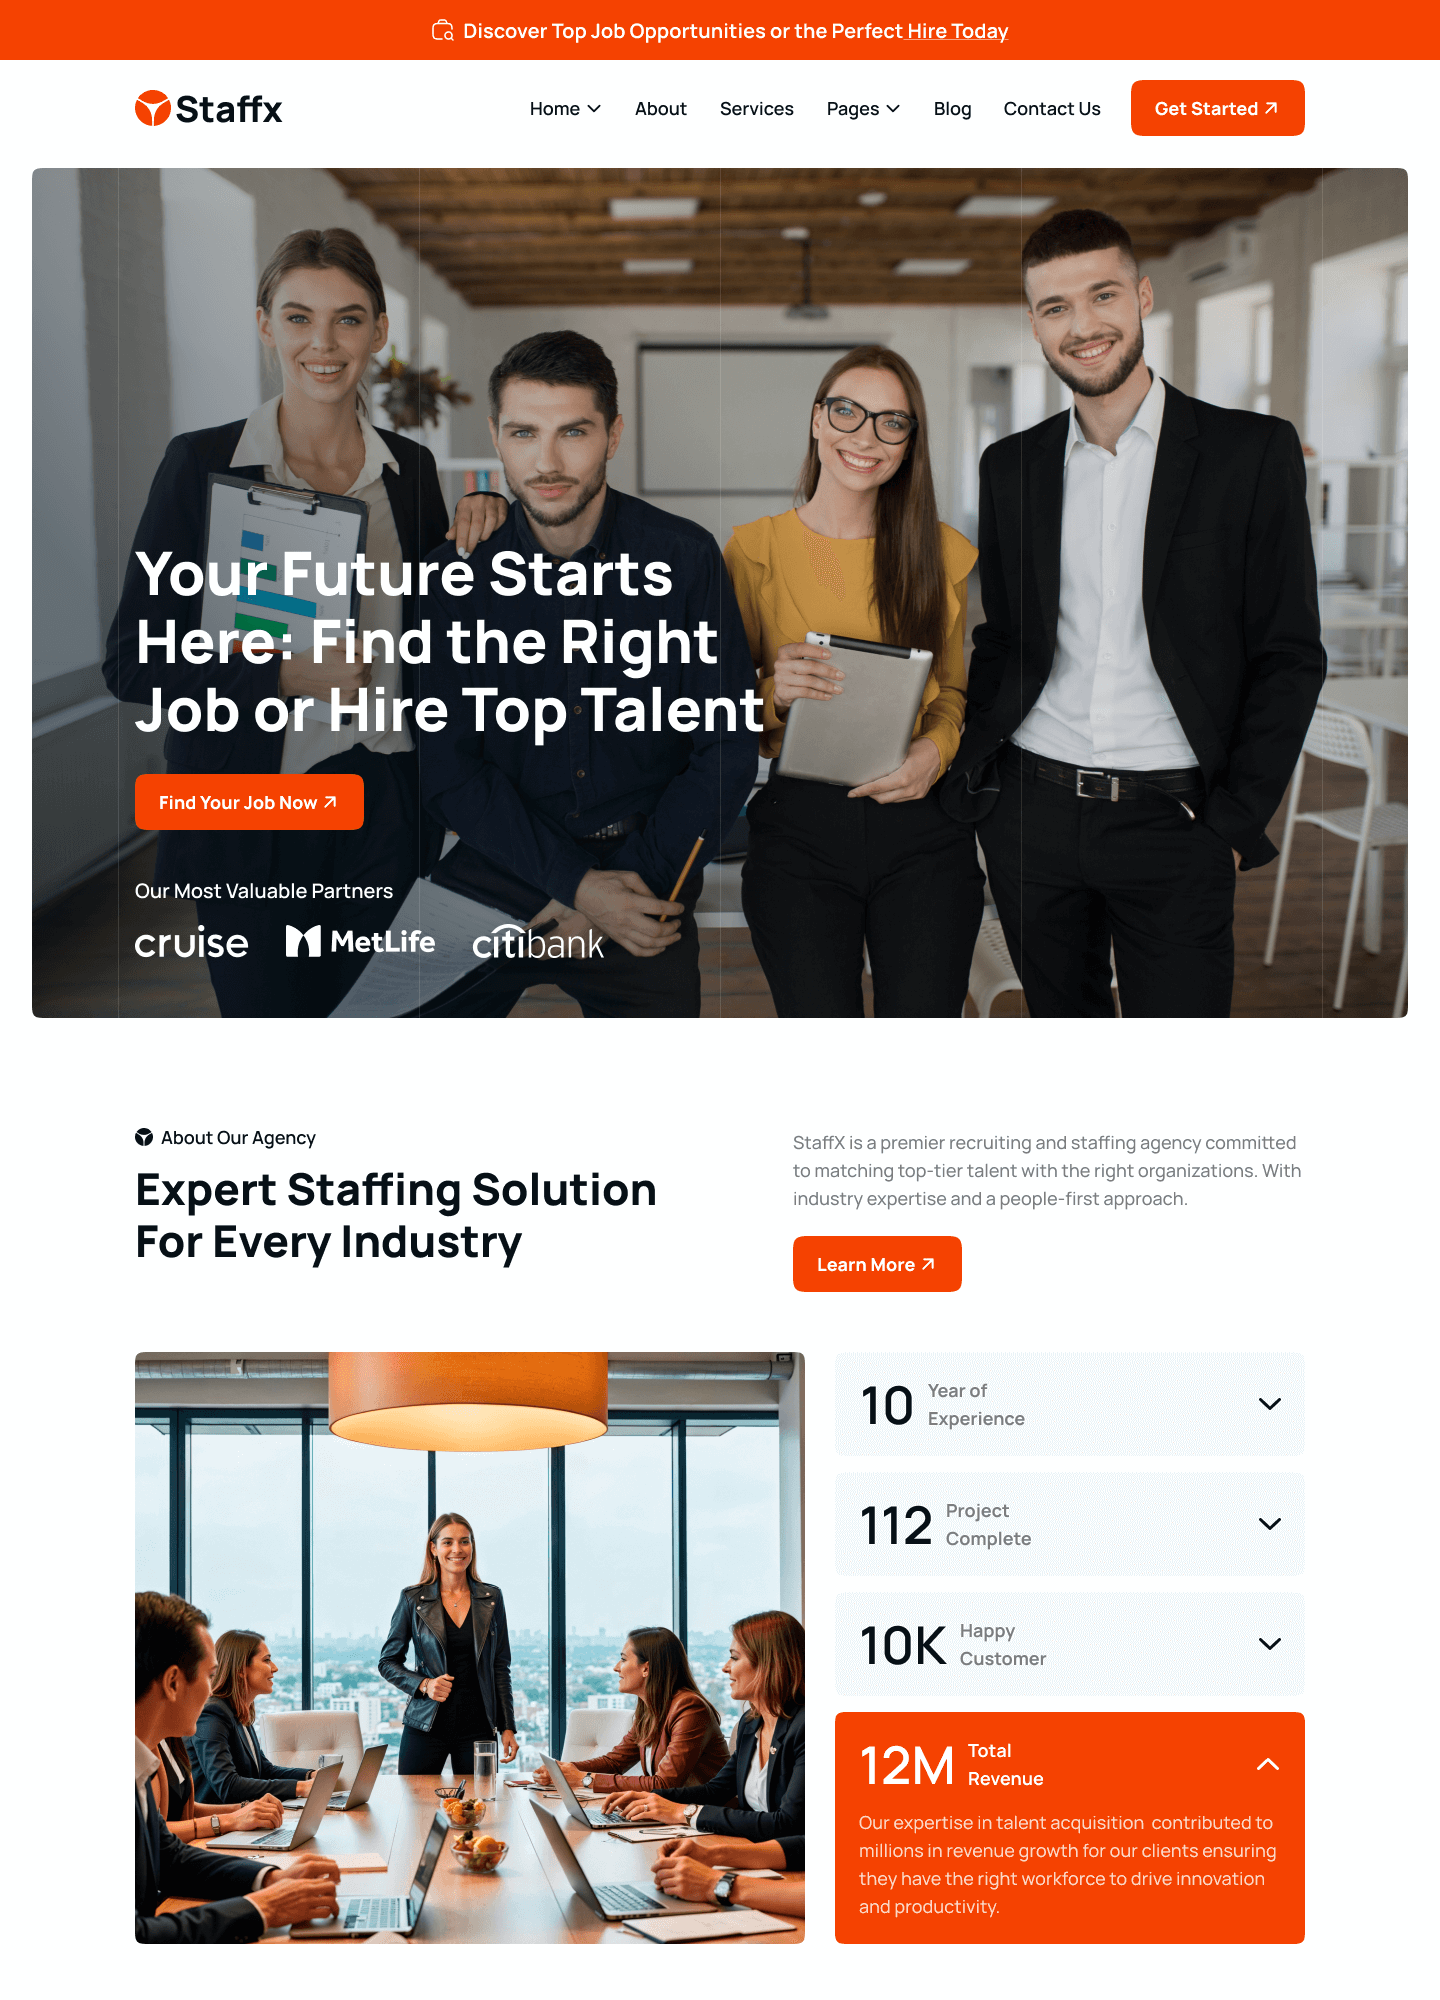 Discover Top Job Opportunities or the Perfect Hire Today
Staffx
Home
About
Services
Pages
Blog
Contact Us
Get Started
Your Future Starts
Here: Find the Right
Job or Hire Top Talent
Find Your Job Now
Our Most Valuable Partners
cruise
MetLife
citibank
About Our Agency
Expert Staffing Solution
For Every Industry
StaffX is a premier recruiting and staffing agency committed
to matching top-tier talent with the right organizations. With
industry expertise and a people-first approach.
Learn More
10
Year of
Experience
112
Project
Complete
10K
Happy
Customer
12M
Total
Revenue
Our expertise in talent acquisition  contributed to
millions in revenue growth for our clients ensuring
they have the right workforce to drive innovation
and productivity.